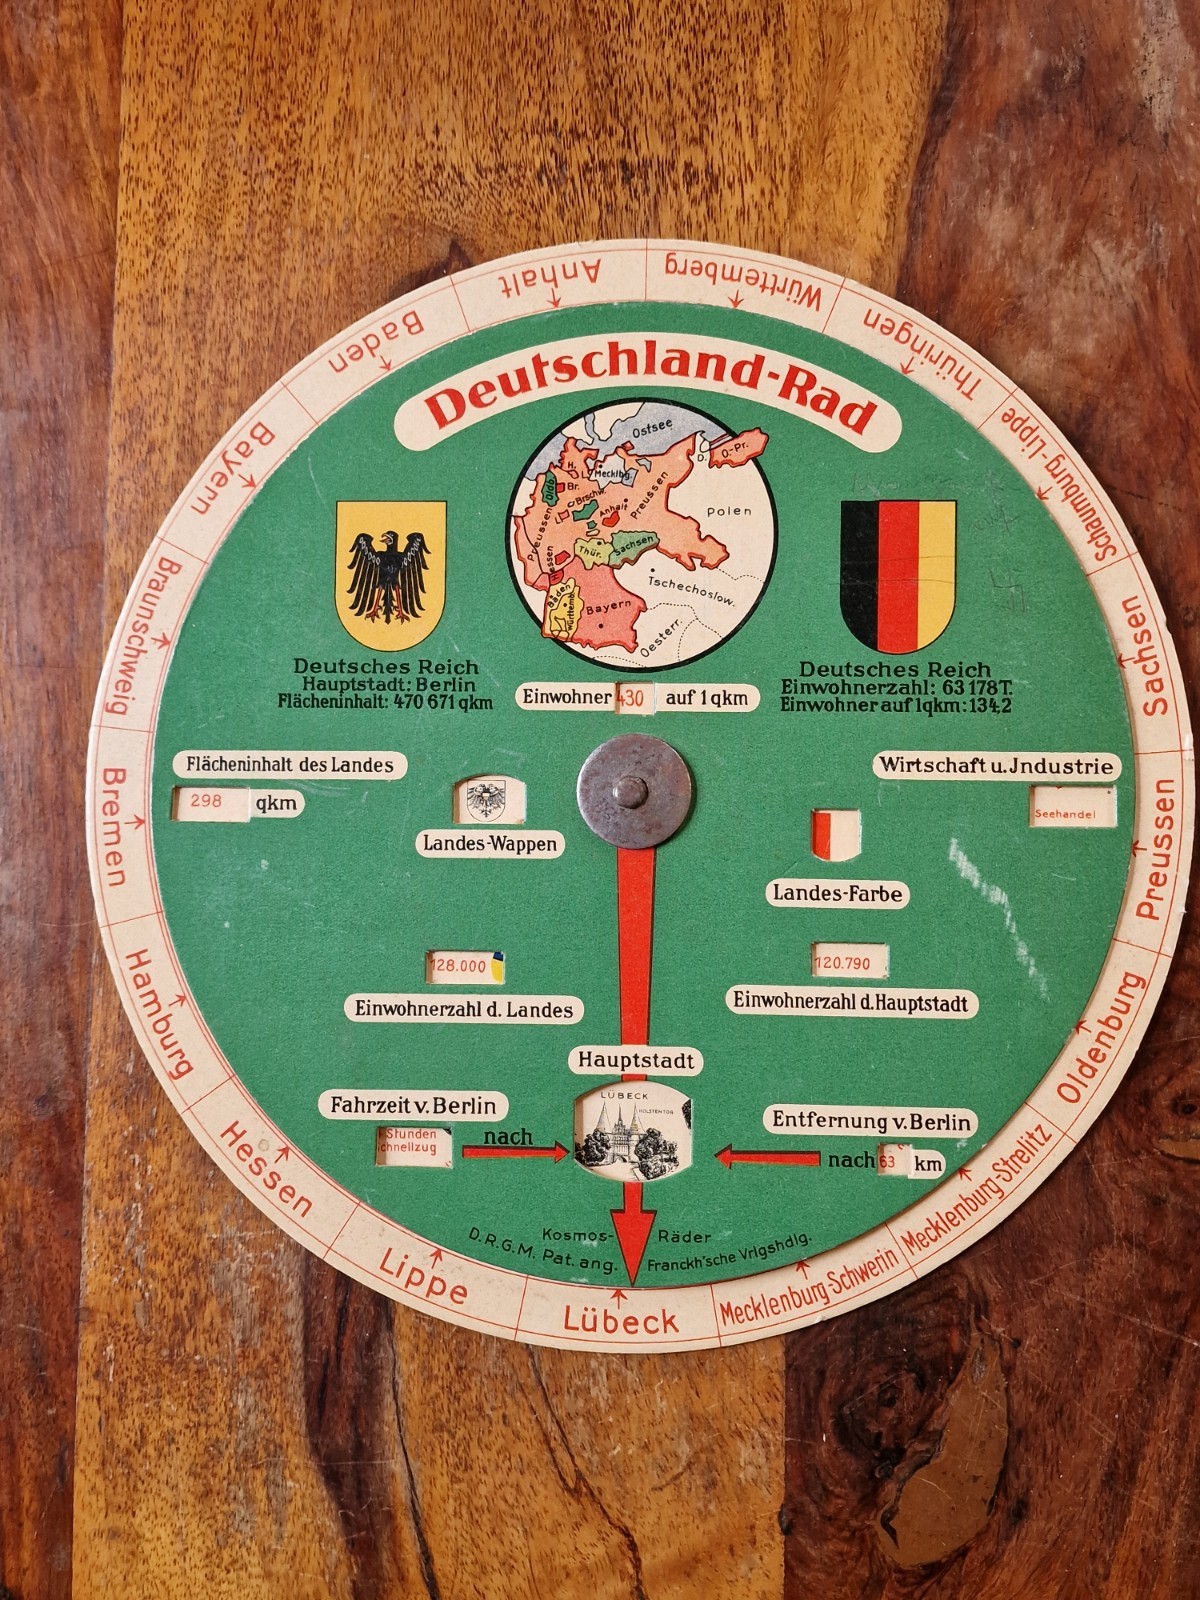 Anhalt
Württemberg
Thüringen
Schaumburg-Lippe
Sachsen
Preussen
Oldenburg
Mecklenburg-Strelitz
Mecklenburg-Schwerin
Lübeck
Lippe
Hessen
Hamburg
Bremen
Braunschweig
Bayern
Baden
Deutschland-Rad
Ostsee
O-Pr.
D.
H.
L.
Mecklbg
Oldb.
Br.
Brschw.
Preussen
Anhalt
Preussen
L.
Polen
Hessen
Thür.
Sachsen
Tschechoslow.
Baden
Württemb.
Bayern
Oesterr.
Deutsches Reich
Hauptstadt: Berlin
Flächeninhalt: 470 671 qkm
Deutsches Reich
Einwohnerzahl: 63 178 T.
Einwohner auf 1 qkm: 134,2
Einwohner 430 auf 1 qkm
Flächeninhalt des Landes
298 qkm
Landes-Wappen
Wirtschaft u. Jndustrie
Seehandel
Landes-Farbe
128.000
Einwohnerzahl d. Landes
120.790
Einwohnerzahl d. Hauptstadt
Hauptstadt
LÜBECK
HOLSTENTOR
Fahrzeit v. Berlin
Stunden
chnellzug
nach
Entfernung v. Berlin
nach 63 km
Kosmos-Räder
D.R.G.M. Pat. ang. Franckh'sche Vrlgshdlg.